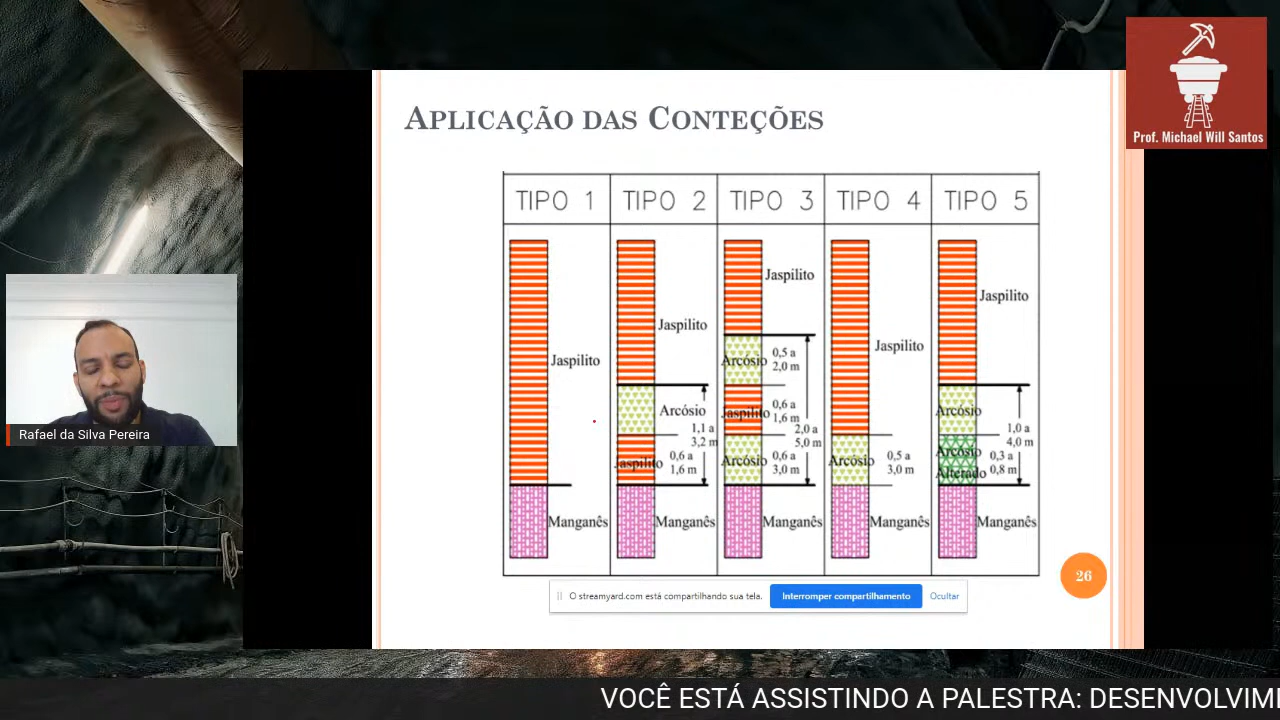 Prof. Michael Will Santos
APLICAÇÃO DAS CONTEÇÕES
TIPO 1
TIPO 2
TIPO 3
TIPO 4
TIPO 5
Jaspilito
Manganês
Jaspilito
Arcósio
1,1 a
3,2 m
Jaspilito
0,6 a
1,6 m
Manganês
Jaspilito
Arcósio
0,5 a
2,0 m
Jaspilito
0,6 a
1,6 m
2,0 a
5,0 m
Arcósio
0,6 a
3,0 m
Manganês
Jaspilito
Arcósio
0,5 a
3,0 m
Manganês
Jaspilito
Arcósio
1,0 a
4,0 m
Arcósio
Alterado
0,3 a
0,8 m
Manganês
26
O streamyard.com está compartilhando sua tela.
Interromper compartilhamento
Ocultar
Rafael da Silva Pereira
VOCÊ ESTÁ ASSISTINDO A PALESTRA: DESENVOLVIMI